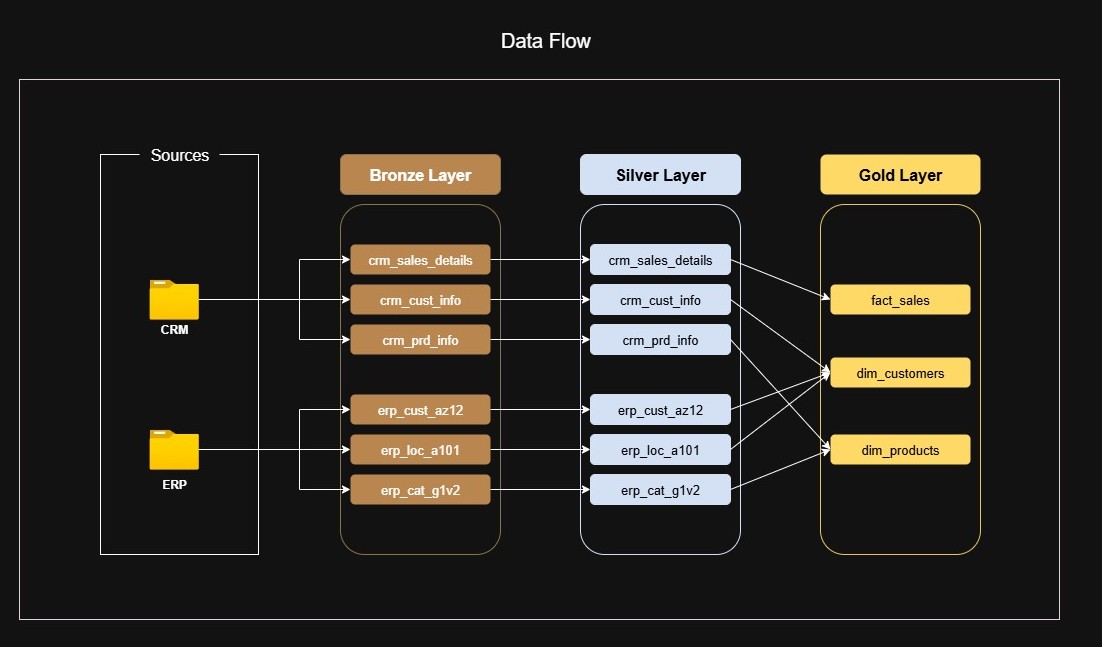 Data Flow
Sources
Bronze Layer
Silver Layer
Gold Layer
CRM
ERP
crm_sales_details
crm_cust_info
crm_prd_info
erp_cust_az12
erp_loc_a101
erp_cat_g1v2
crm_sales_details
crm_cust_info
crm_prd_info
erp_cust_az12
erp_loc_a101
erp_cat_g1v2
fact_sales
dim_customers
dim_products